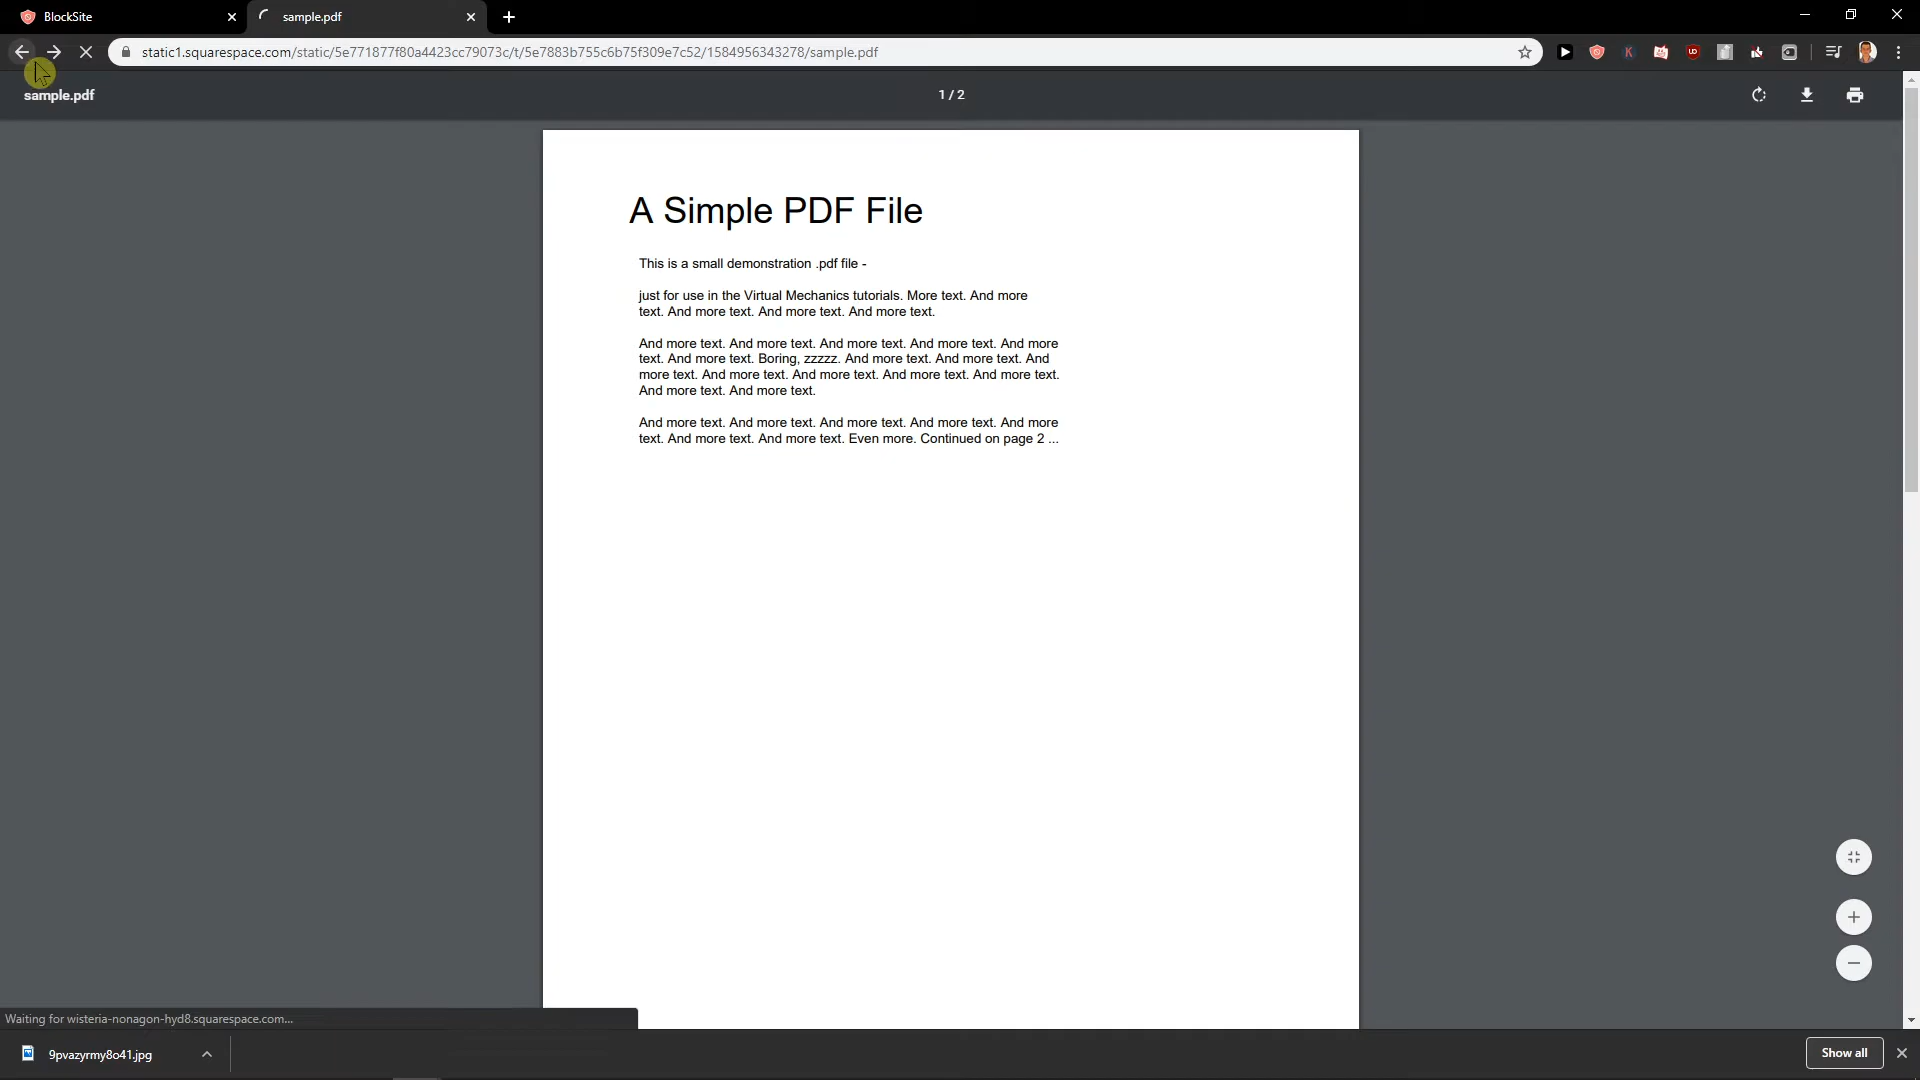 BlockSite
sample.pdf
static1.squarespace.com/static/5e771877f80a4423cc79073c/t/5e7883b755c6b75f309e7c52/1584956343278/sample.pdf
sample.pdf
1 / 2
A Simple PDF File
This is a small demonstration .pdf file -
just for use in the Virtual Mechanics tutorials. More text. And more
text. And more text. And more text. And more text.
And more text. And more text. And more text. And more text. And more
text. And more text. Boring, zzzzz. And more text. And more text. And
more text. And more text. And more text. And more text. And more text.
And more text. And more text.
And more text. And more text. And more text. And more text. And more
text. And more text. And more text. Even more. Continued on page 2 ...
Waiting for wisteria-nonagon-hyd8.squarespace.com...
9pvazyrmy8o41.jpg
Show all